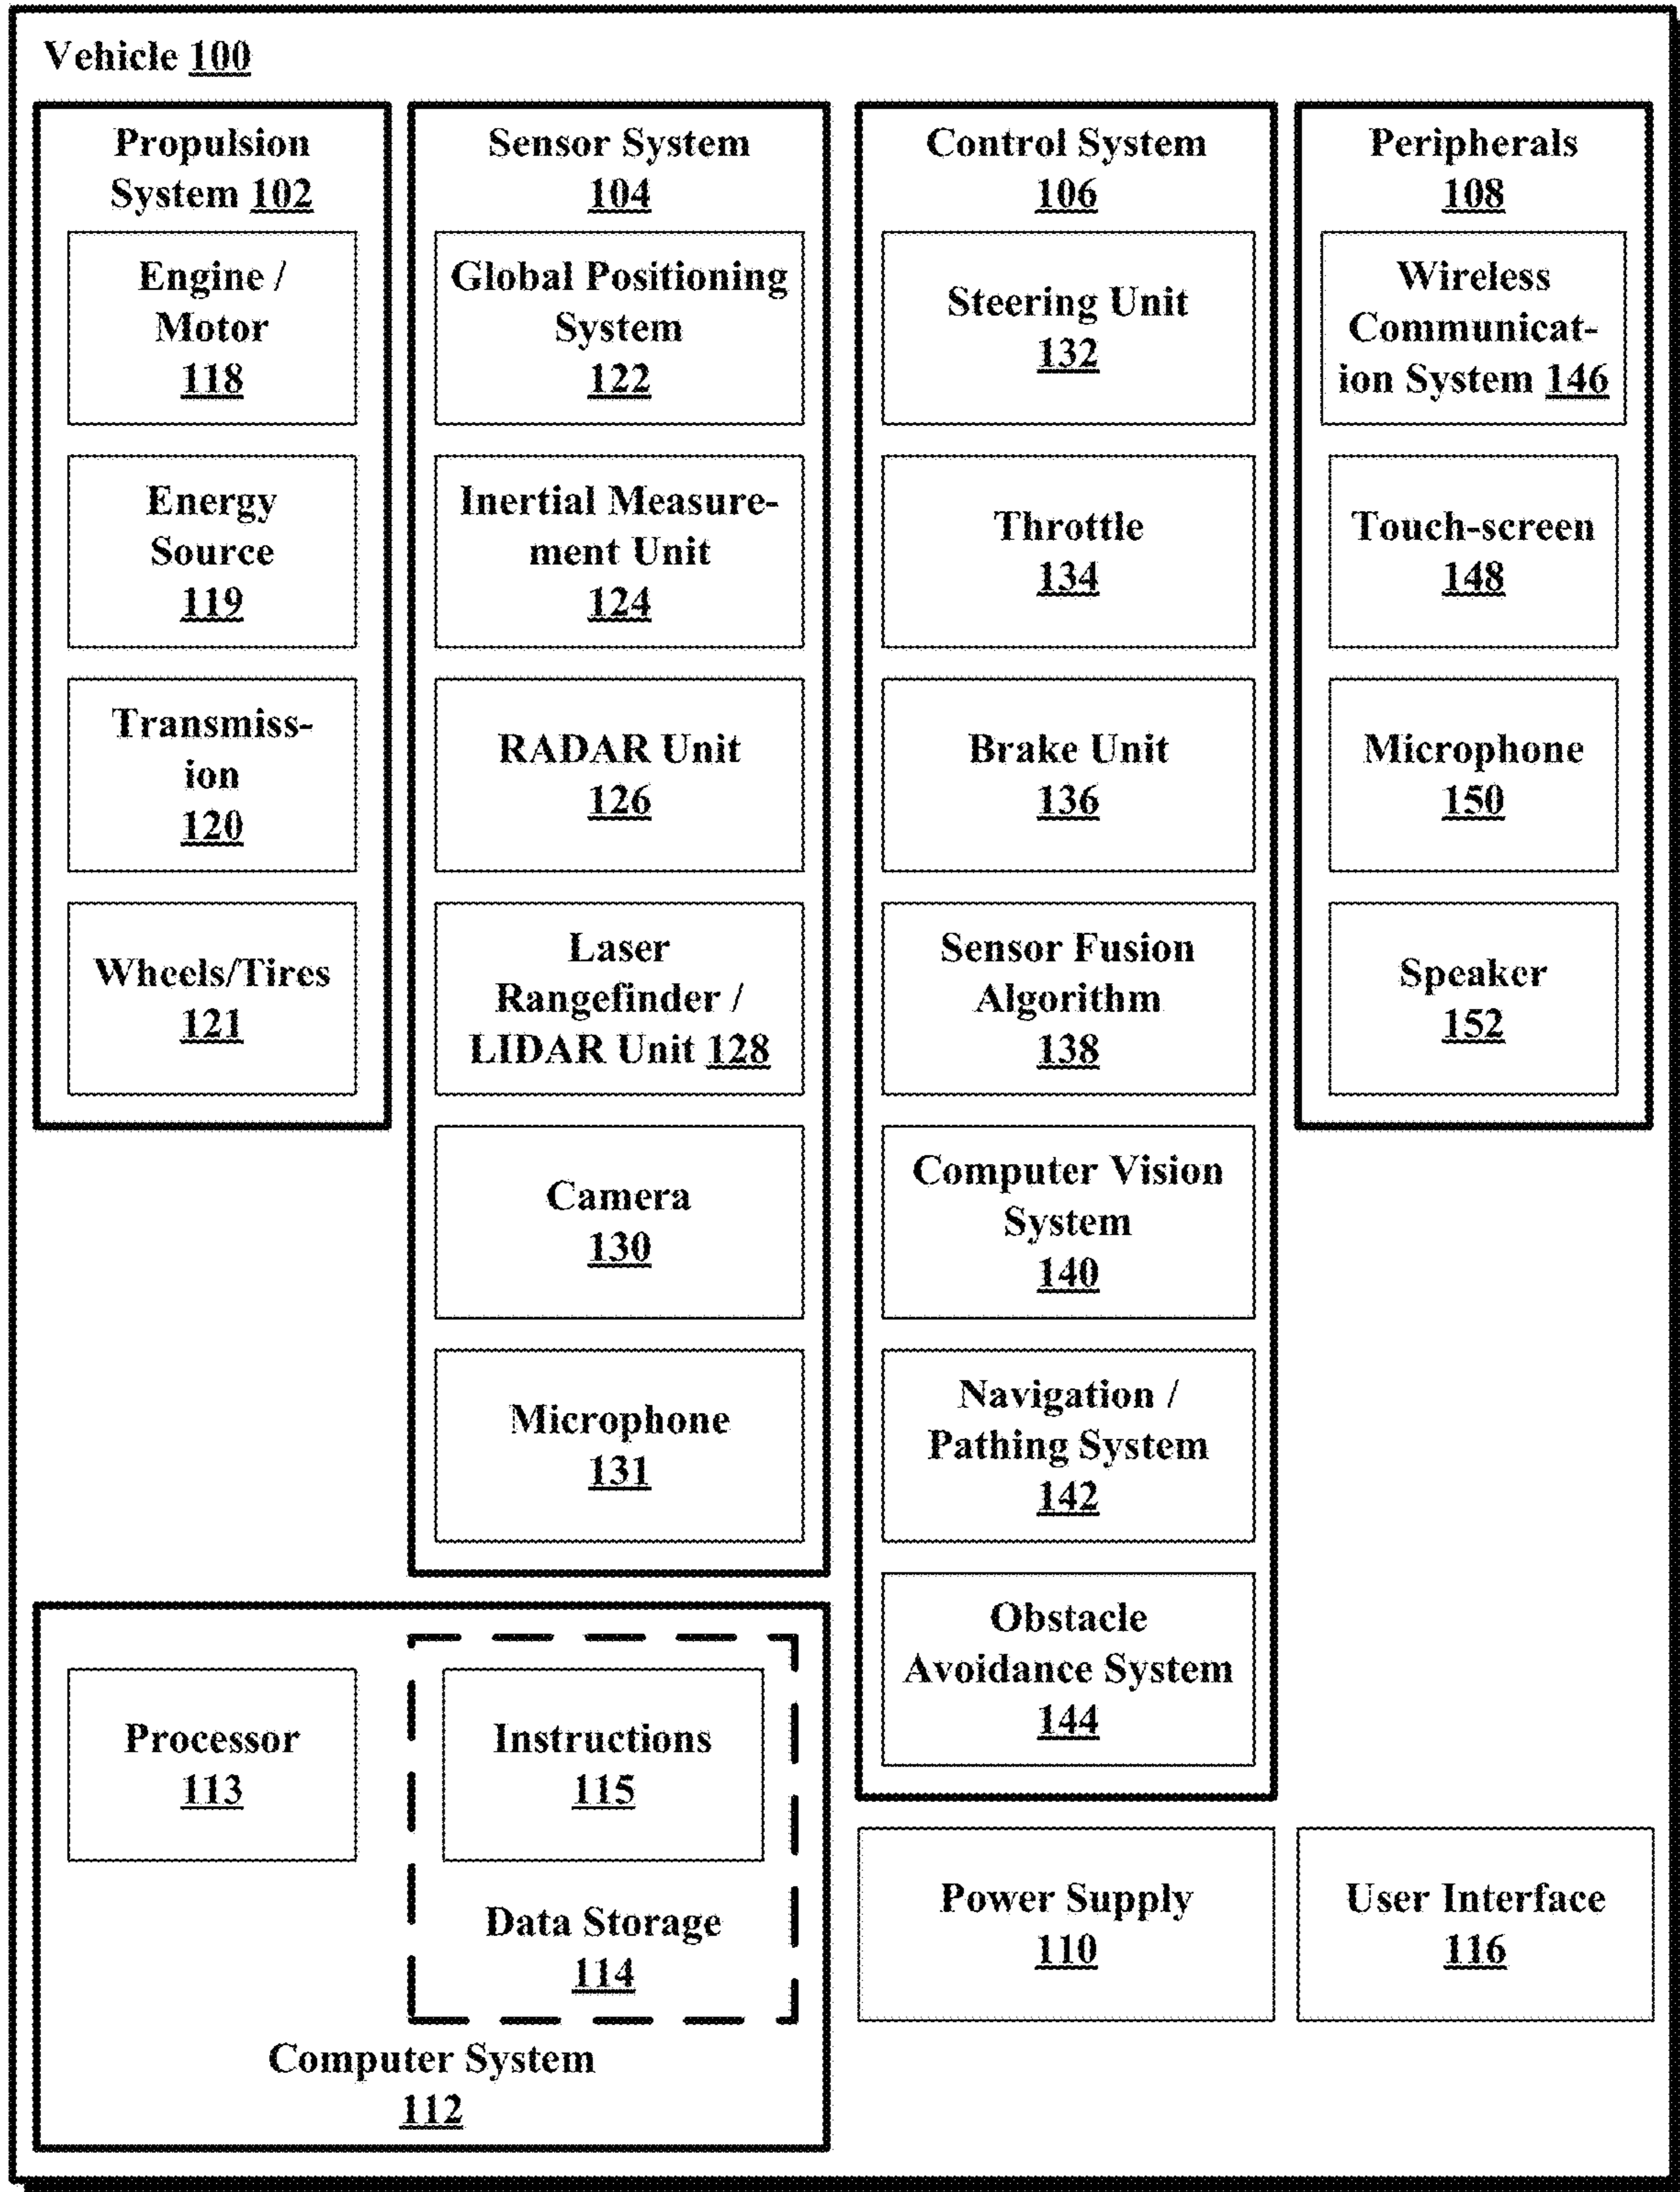 Vehicle 100
Propulsion
System 102
Engine /
Motor
118
Energy
Source
119
Transmiss-
ion
120
Wheels/Tires
121
Sensor System
104
Global Positioning
System
122
Inertial Measure-
ment Unit
124
RADAR Unit
126
Laser
Rangefinder /
LIDAR Unit 128
Camera
130
Microphone
131
Control System
106
Steering Unit
132
Throttle
134
Brake Unit
136
Sensor Fusion
Algorithm
138
Computer Vision
System
140
Navigation /
Pathing System
142
Obstacle
Avoidance System
144
Peripherals
108
Wireless
Communicat-
ion System 146
Touch-screen
148
Microphone
150
Speaker
152
Processor
113
Instructions
115
Data Storage
114
Computer System
112
Power Supply
110
User Interface
116